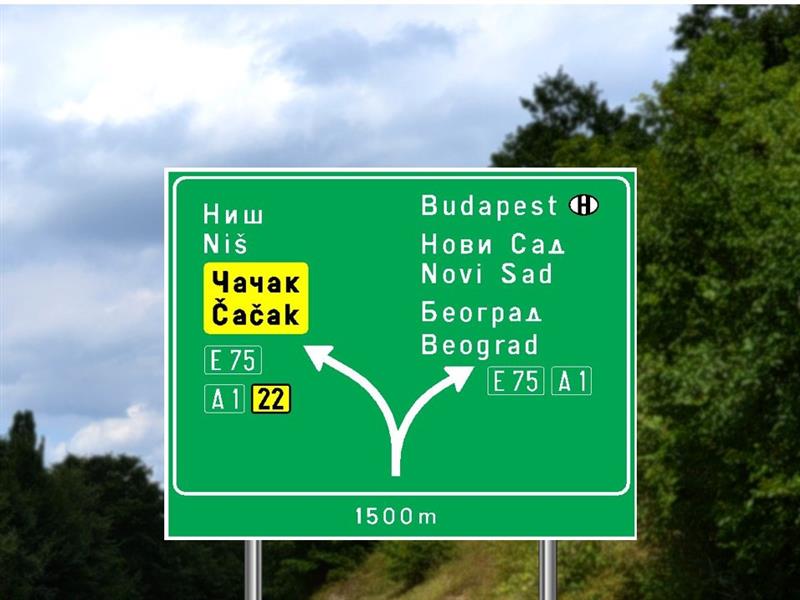 Ниш
Niš
Чачак
Čačak
E 75
A 1 22
Budapest H
Нови Сад
Novi Sad
Београд
Beograd
E 75 A 1
1500m